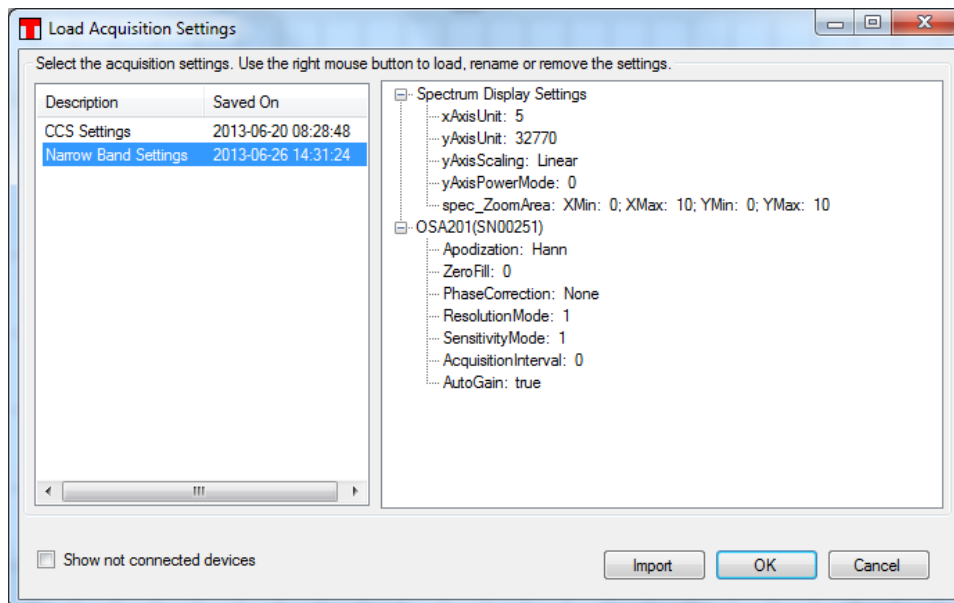 Load Acquisition Settings
Select the acquisition settings. Use the right mouse button to load, rename or remove the settings.
Description Saved On
CCS Settings 2013-06-20 08:28:48
Narrow Band Settings 2013-06-26 14:31:24
Spectrum Display Settings
xAxisUnit: 5
yAxisUnit: 32770
yAxisScaling: Linear
yAxisPowerMode: 0
spec_ZoomArea: XMin: 0; XMax: 10; YMin: 0; YMax: 10
OSA201(SN00251)
Apodization: Hann
ZeroFill: 0
PhaseCorrection: None
ResolutionMode: 1
SensitivityMode: 1
AcquisitionInterval: 0
AutoGain: true
Show not connected devices
Import OK Cancel